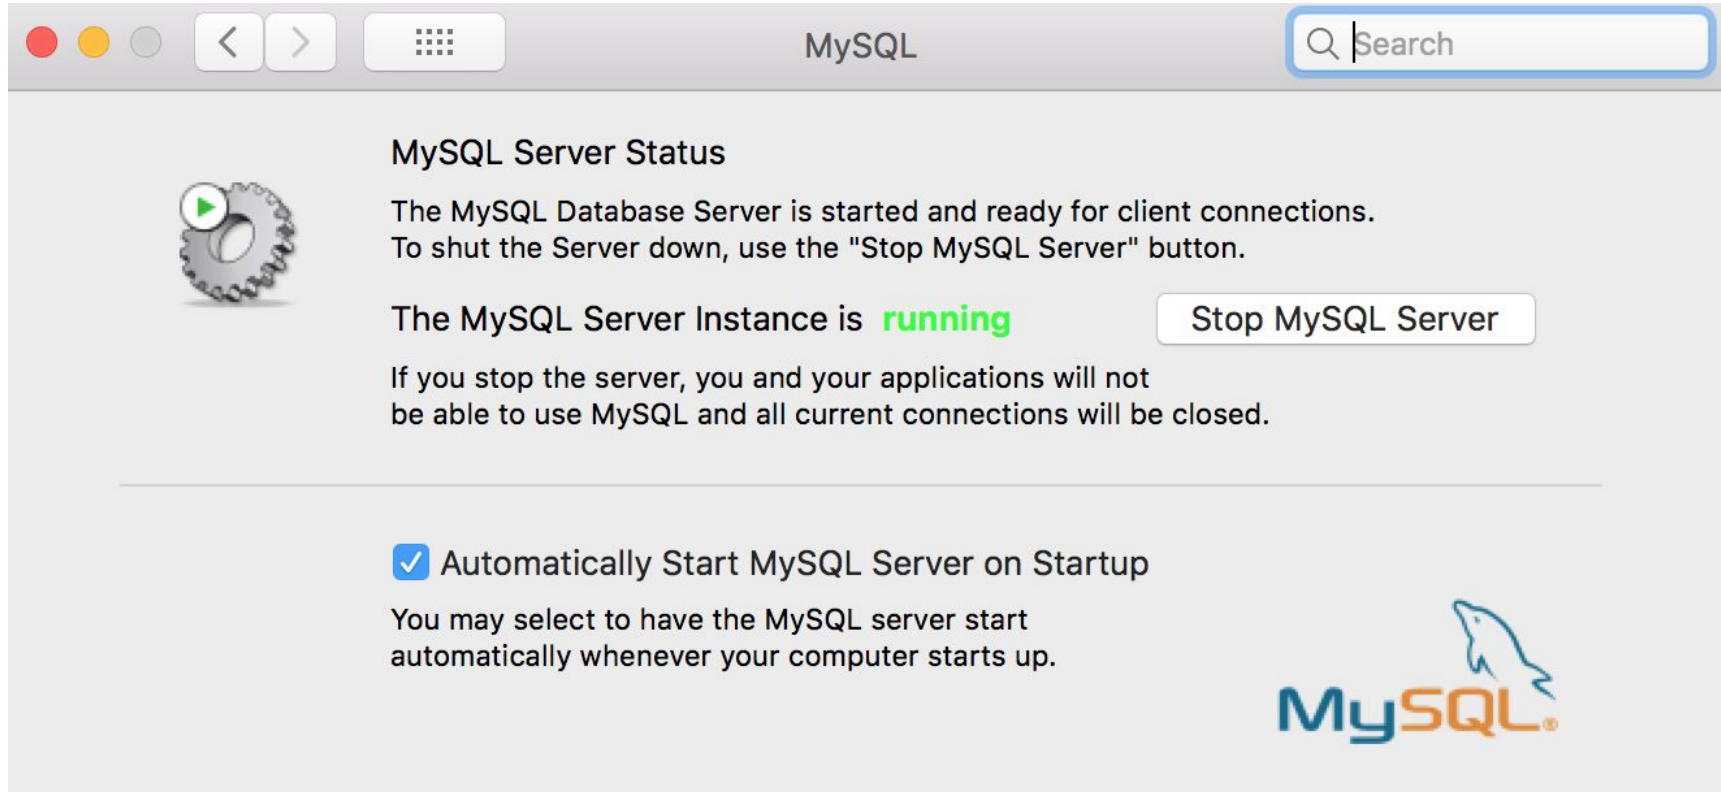 MySQL
Search
MySQL Server Status
The MySQL Database Server is started and ready for client connections.
To shut the Server down, use the "Stop MySQL Server" button.
The MySQL Server Instance is running
Stop MySQL Server
If you stop the server, you and your applications will not
be able to use MySQL and all current connections will be closed.
Automatically Start MySQL Server on Startup
You may select to have the MySQL server start
automatically whenever your computer starts up.
MySQL®